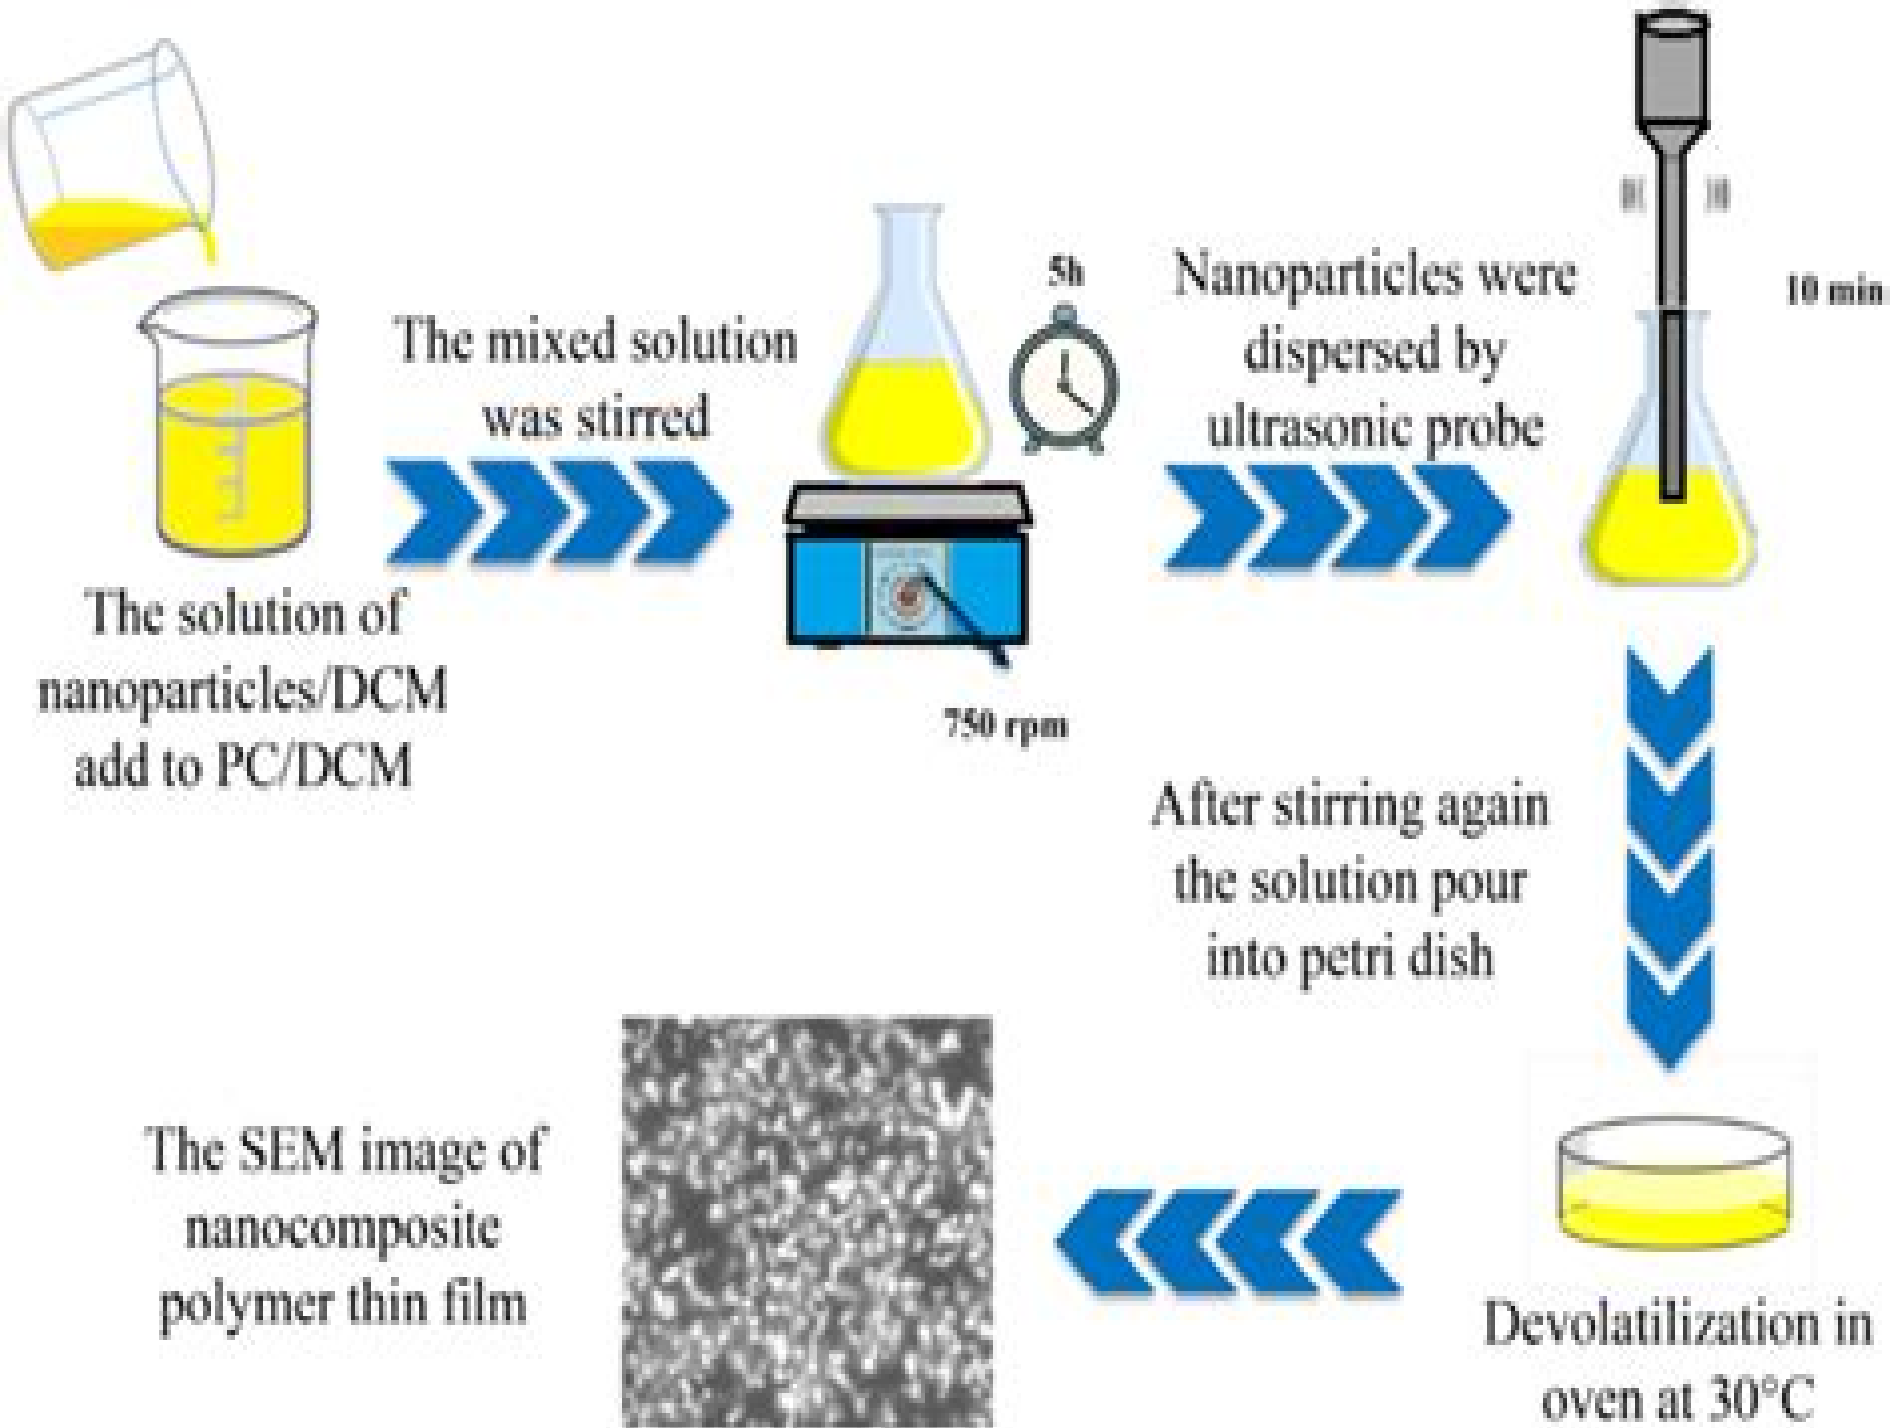 The solution of
nanoparticles/DCM
add to PC/DCM
The mixed solution
was stirred
5h
750 rpm
Nanoparticles were
dispersed by
ultrasonic probe
10 min
After stirring again
the solution pour
into petri dish
Devolatilization in
oven at 30°C
The SEM image of
nanocomposite
polymer thin film